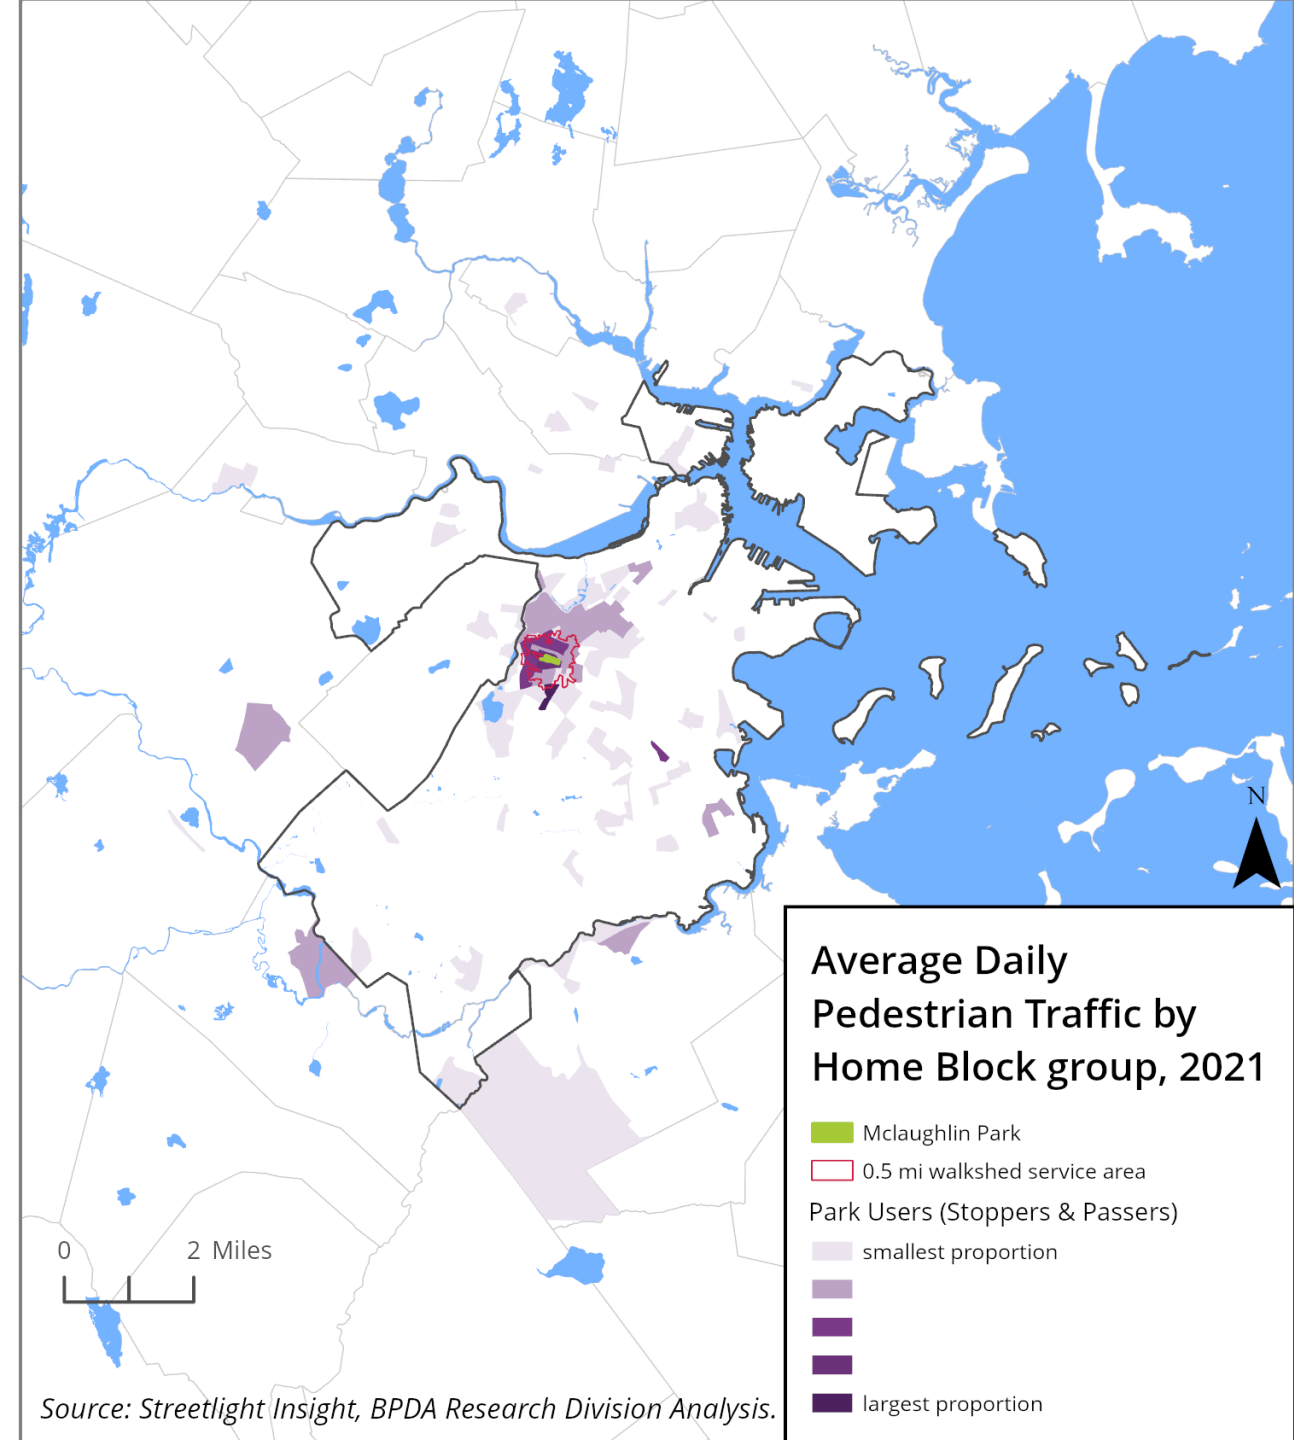 N
Average Daily
Pedestrian Traffic by
Home Block group, 2021
Mclaughlin Park
0.5 mi walkshed service area
Park Users (Stoppers & Passers)
smallest proportion
largest proportion
0 2 Miles
Source: Streetlight Insight, BPDA Research Division Analysis.